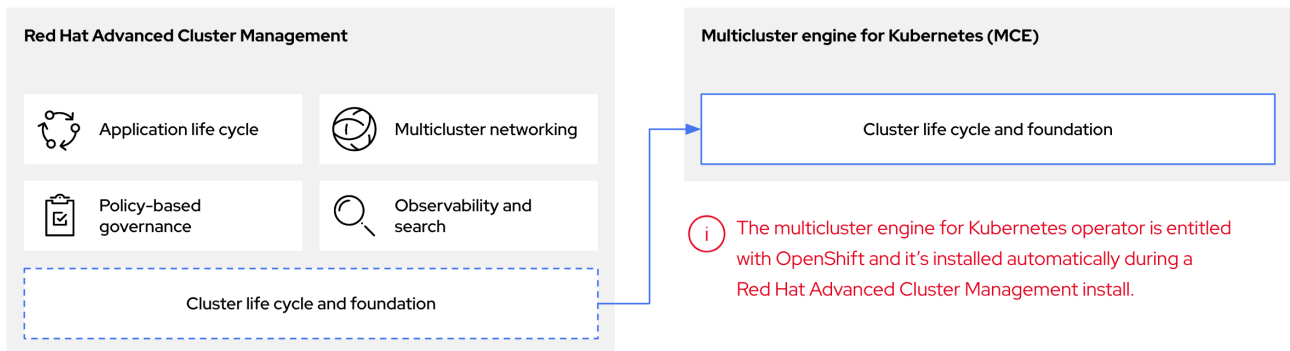 Red Hat Advanced Cluster Management
Application life cycle
Multicluster networking
Policy-based
governance
Observability and
search
Cluster life cycle and foundation
Multicluster engine for Kubernetes (MCE)
Cluster life cycle and foundation
i
The multicluster engine for Kubernetes operator is entitled
with OpenShift and it’s installed automatically during a
Red Hat Advanced Cluster Management install.